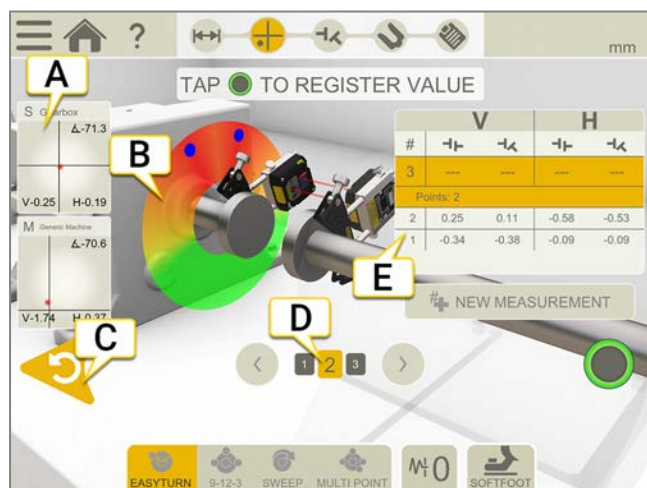 ?
mm
TAP TO REGISTER VALUE
A
S Gearbox
∡-71.3
V-0.25 H-0.19
B
M Generic Machine
∡-70.6
V-1.74 H-0.37
C
V H
#
3 --- --- --- ---
Points: 2
2 0.25 0.11 -0.58 -0.53
1 -0.34 -0.38 -0.09 -0.09
E
# NEW MEASUREMENT
D
1 2 3
EASYTURN 9-12-3 SWEEP MULTI POINT
0
SOFTFOOT